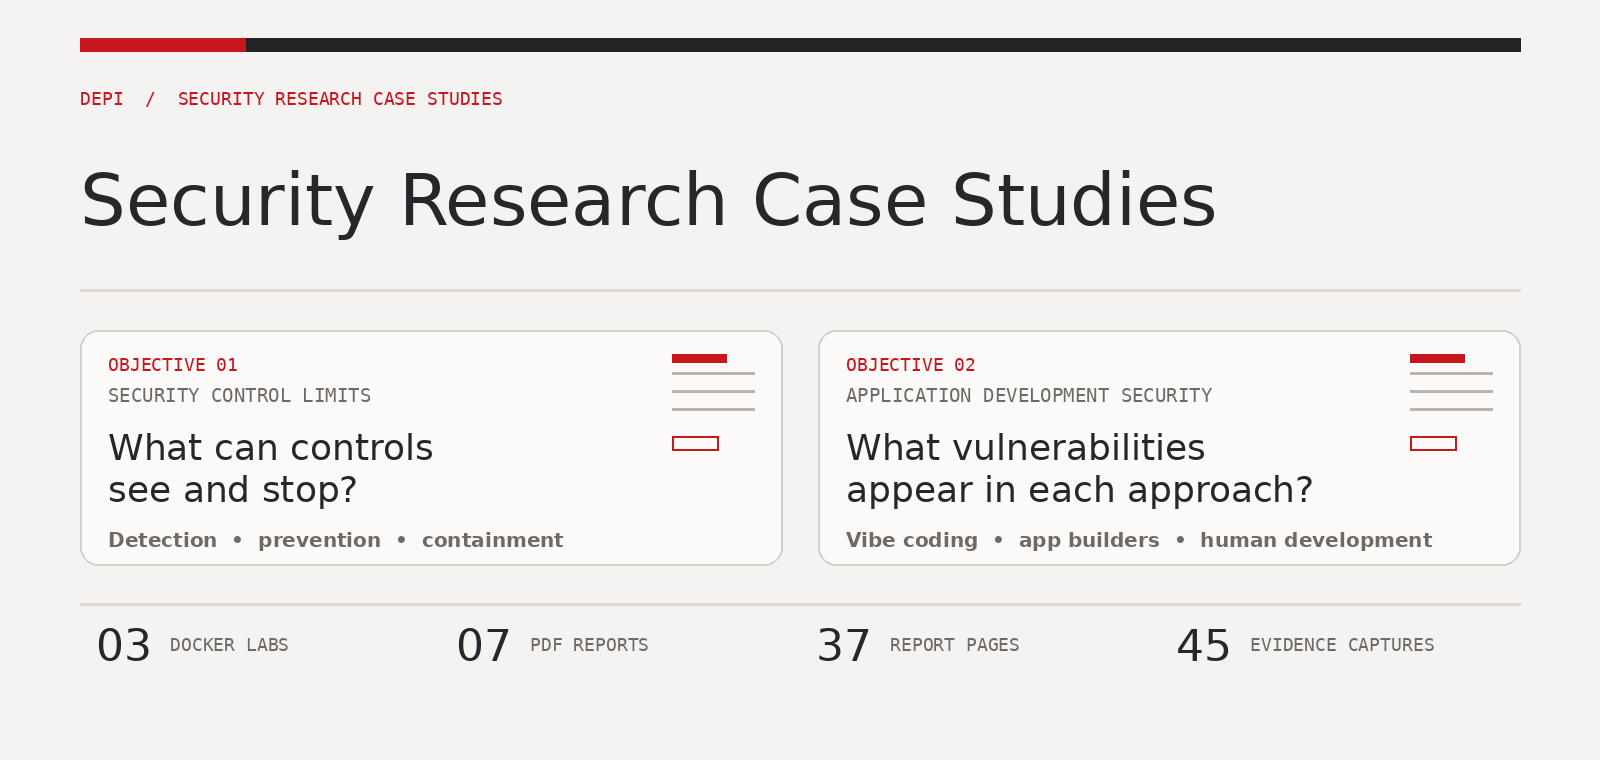 DEPI / SECURITY RESEARCH CASE STUDIES
Security Research Case Studies
OBJECTIVE 01
SECURITY CONTROL LIMITS
What can controls
see and stop?
Detection • prevention • containment
OBJECTIVE 02
APPLICATION DEVELOPMENT SECURITY
What vulnerabilities
appear in each approach?
Vibe coding • app builders • human development
03 DOCKER LABS
07 PDF REPORTS
37 REPORT PAGES
45 EVIDENCE CAPTURES